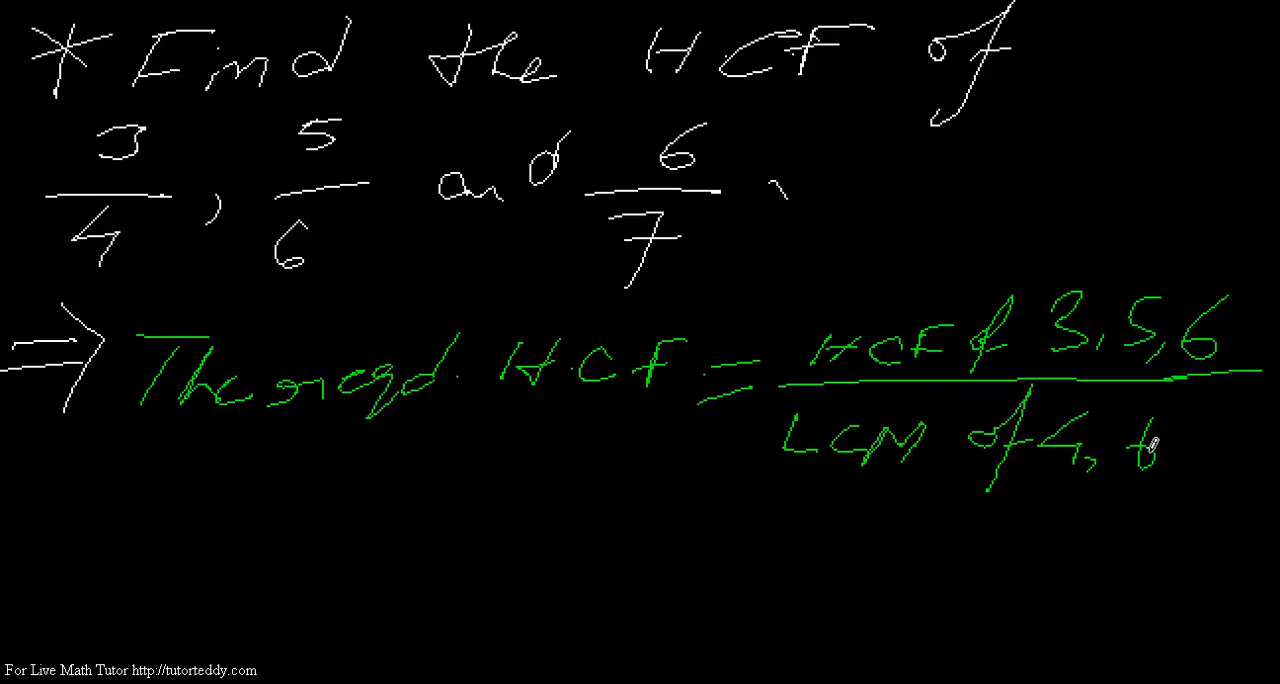 * Find the HCF of
3/4, 5/6 and 6/7.
⇒ The reqd. H.C.F. = HCF of 3, 5, 6 / LCM of 4, 6
For Live Math Tutor http://tutorteddy.com